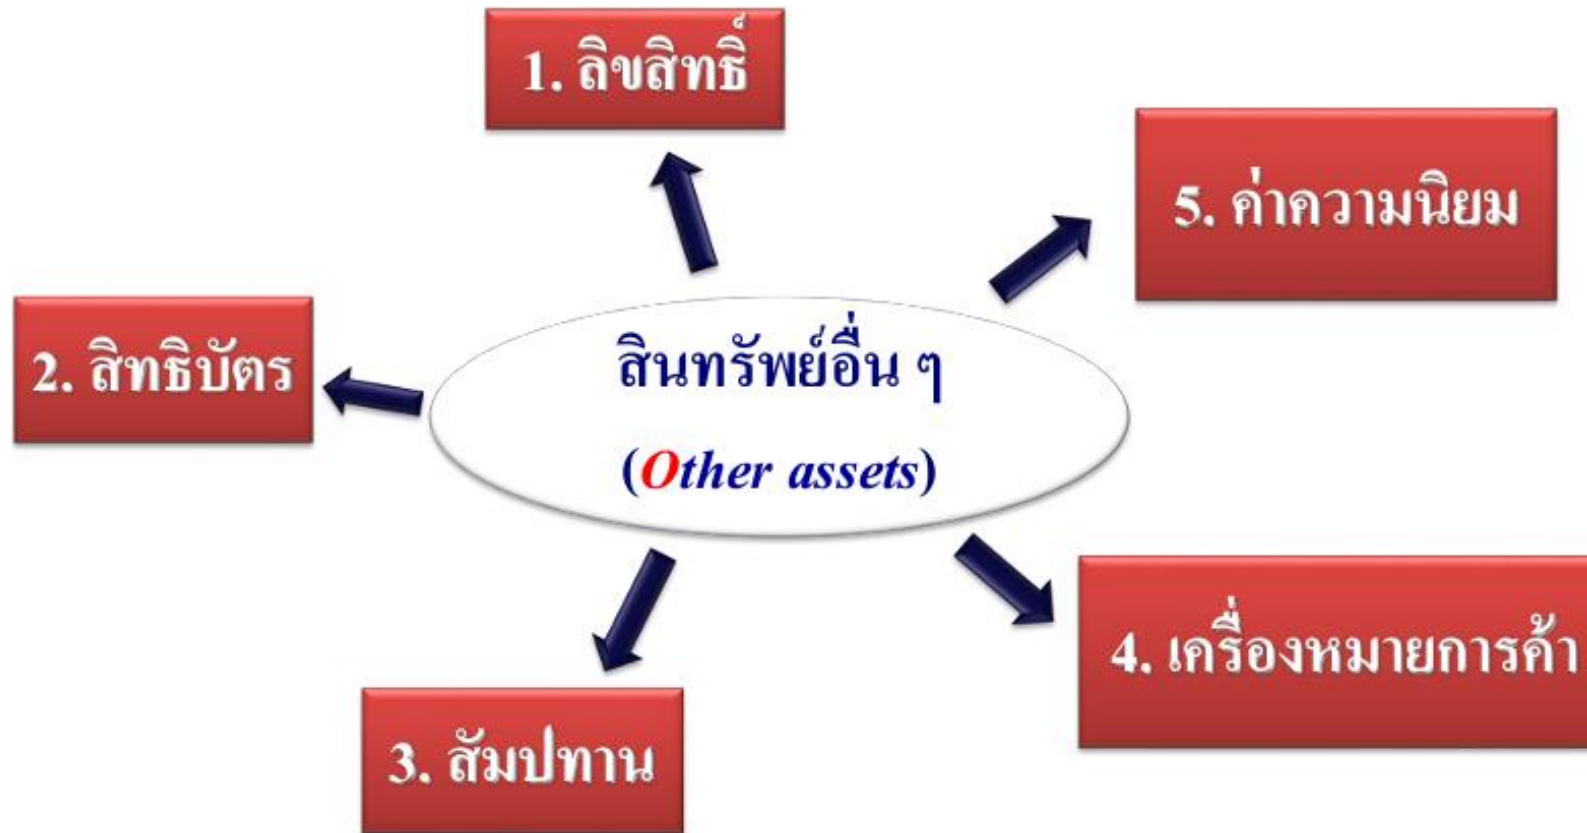 1. ลิขสิทธิ์
5. ค่าความนิยม
2. สิทธิบัตร
สินทรัพย์อื่น ๆ
(Other assets)
4. เครื่องหมายการค้า
3. สัมปทาน